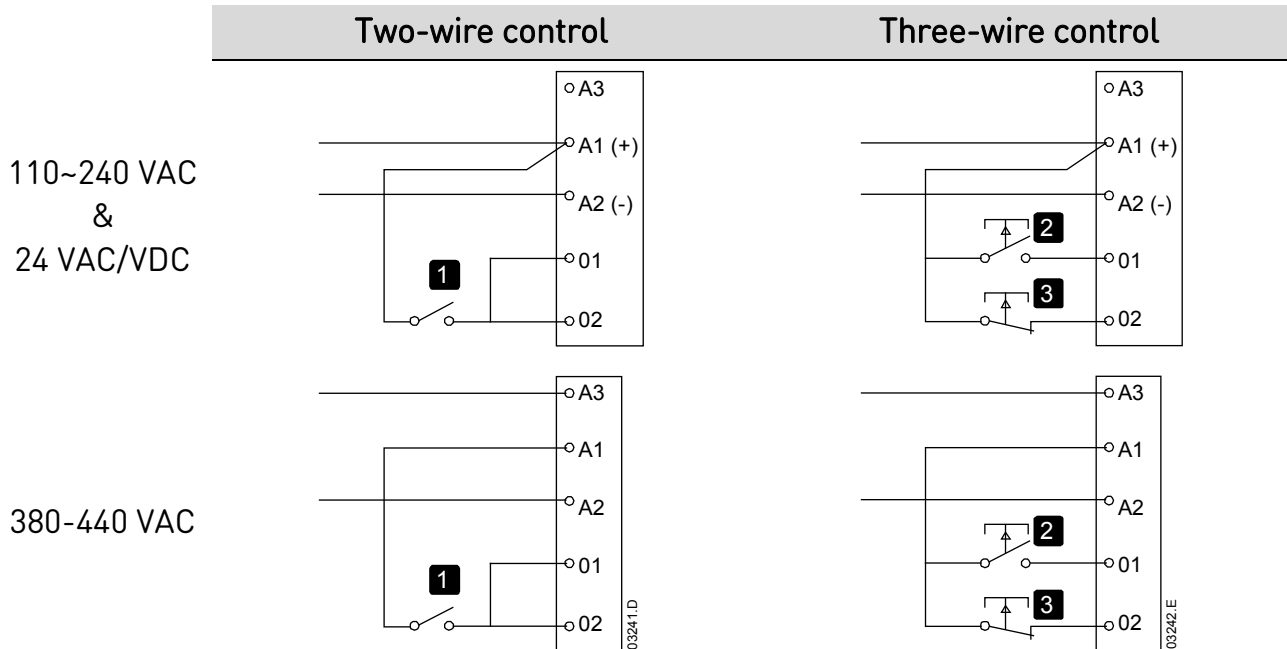 Two-wire control
Three-wire control
110~240 VAC
&
24 VAC/VDC
A3
A1 (+)
A2 (-)
1
01
02
A3
A1 (+)
A2 (-)
2
01
3
02
380-440 VAC
A3
A1
A2
1
01
02
03241.D
A3
A1
A2
2
01
3
02
03242.E